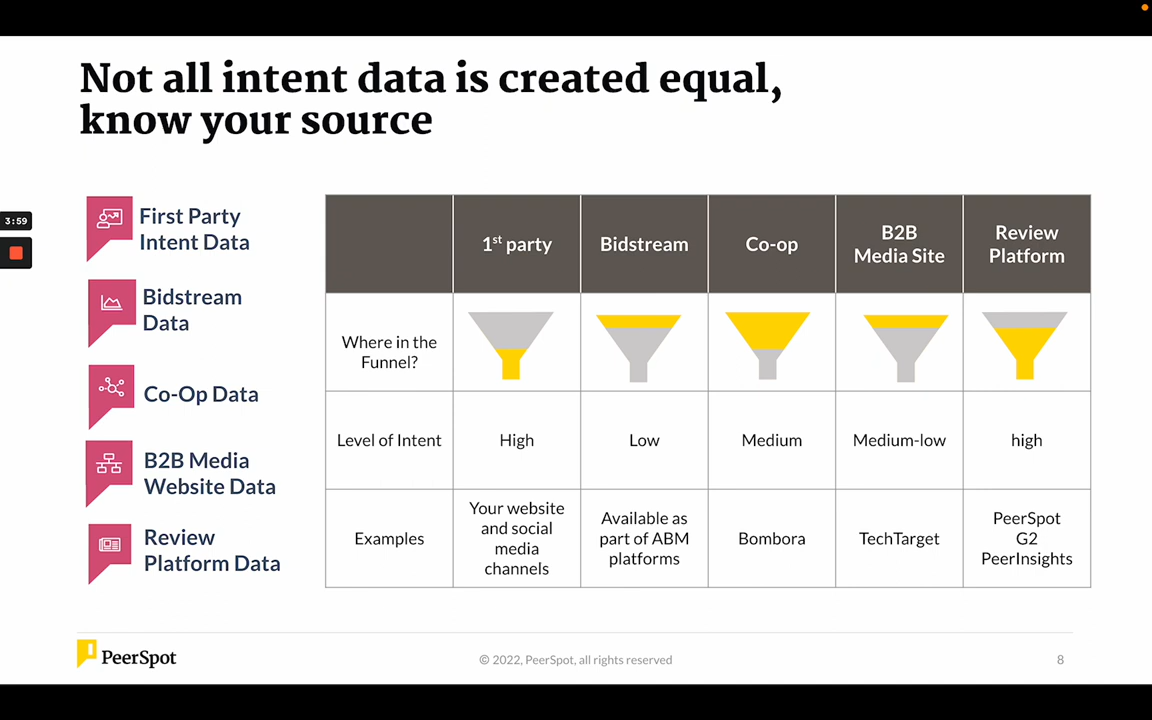 Not all intent data is created equal,
know your source
3:59
First Party
Intent Data
Bidstream
Data
Co-Op Data
B2B Media
Website Data
Review
Platform Data
1st party
Bidstream
Co-op
B2B
Media Site
Review
Platform
Where in the
Funnel?
Level of Intent
High
Low
Medium
Medium-low
high
Examples
Your website
and social
media
channels
Available as
part of ABM
platforms
Bombora
TechTarget
PeerSpot
G2
PeerInsights
PeerSpot
© 2022, PeerSpot, all rights reserved
8